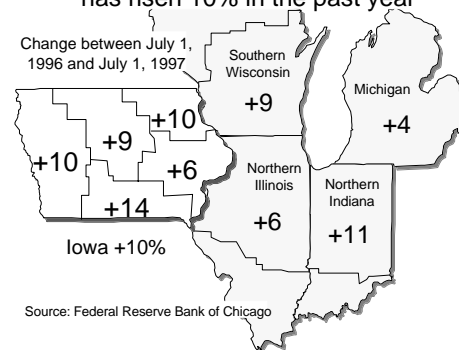 has risen 10% in the past year
Change between July 1,
1996 and July 1, 1997
Southern
Wisconsin
+9
Michigan
+4
+10
+9
+10
+6
+14
Northern
Illinois
+6
Northern
Indiana
+11
Iowa +10%
Source: Federal Reserve Bank of Chicago